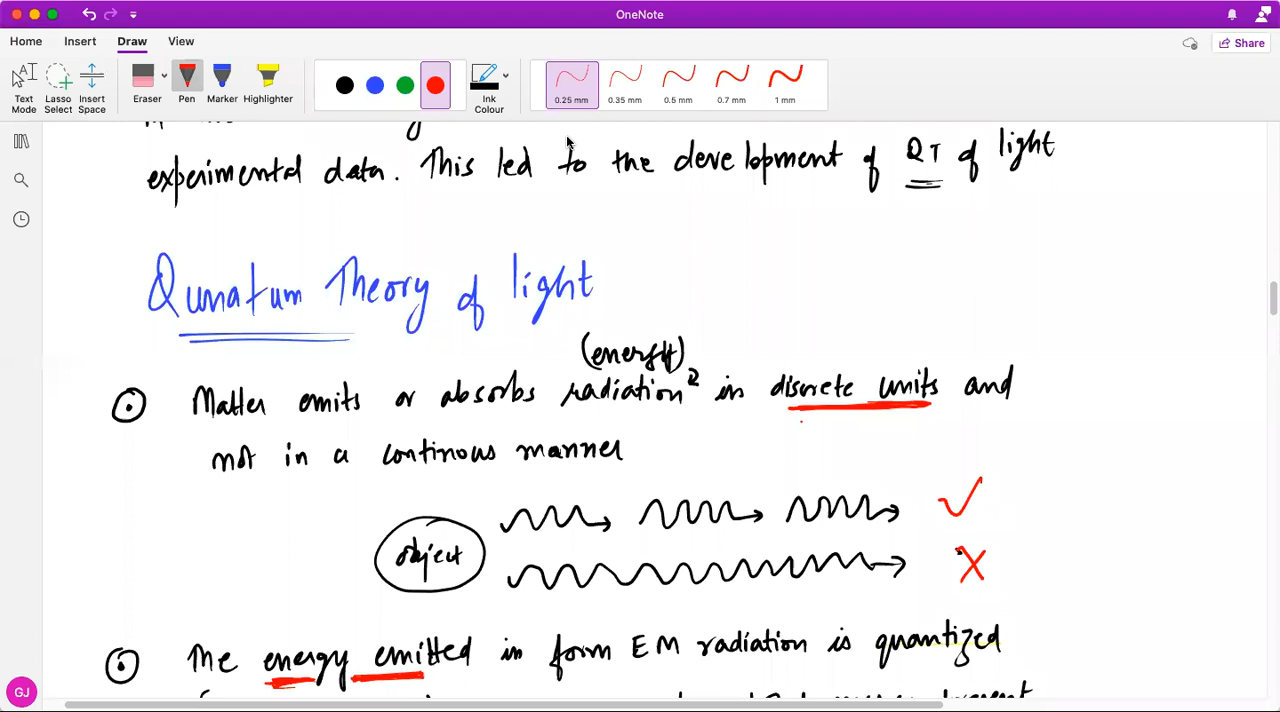 OneNote
Home Insert Draw View
Share
Text Mode
Lasso Select
Insert Space
Eraser
Pen
Marker
Highlighter
Ink Colour
0.25 mm 0.35 mm 0.5 mm 0.7 mm 1 mm
experimental data. This led to the development of QT of light
Qunatum Theory of light
(energy)
Matter emits or absorbs radiation in discrete units and
not in a continous manner
object
The energy emitted in form EM radiation is quantized
GJ